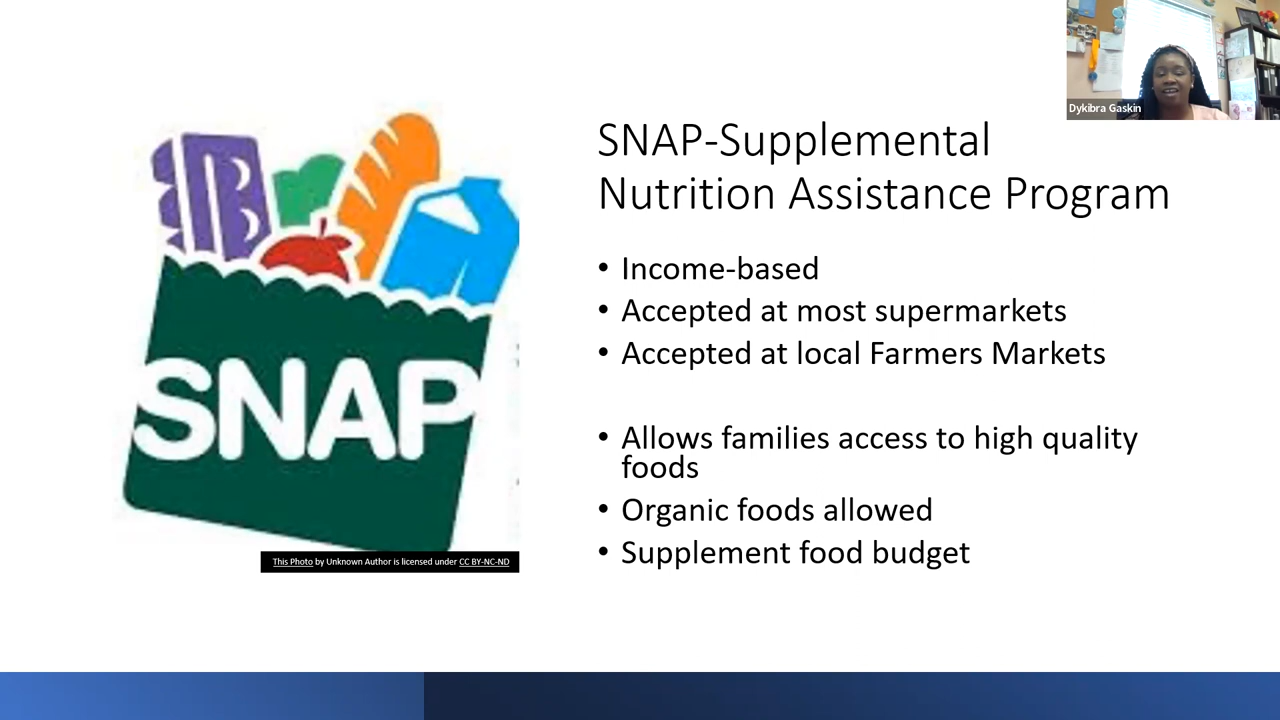 Dykibra Gaskin
SNAP-Supplemental
Nutrition Assistance Program
• Income-based
• Accepted at most supermarkets
• Accepted at local Farmers Markets
• Allows families access to high quality
foods
• Organic foods allowed
• Supplement food budget
SNAP
This Photo by Unknown Author is licensed under CC BY-NC-ND